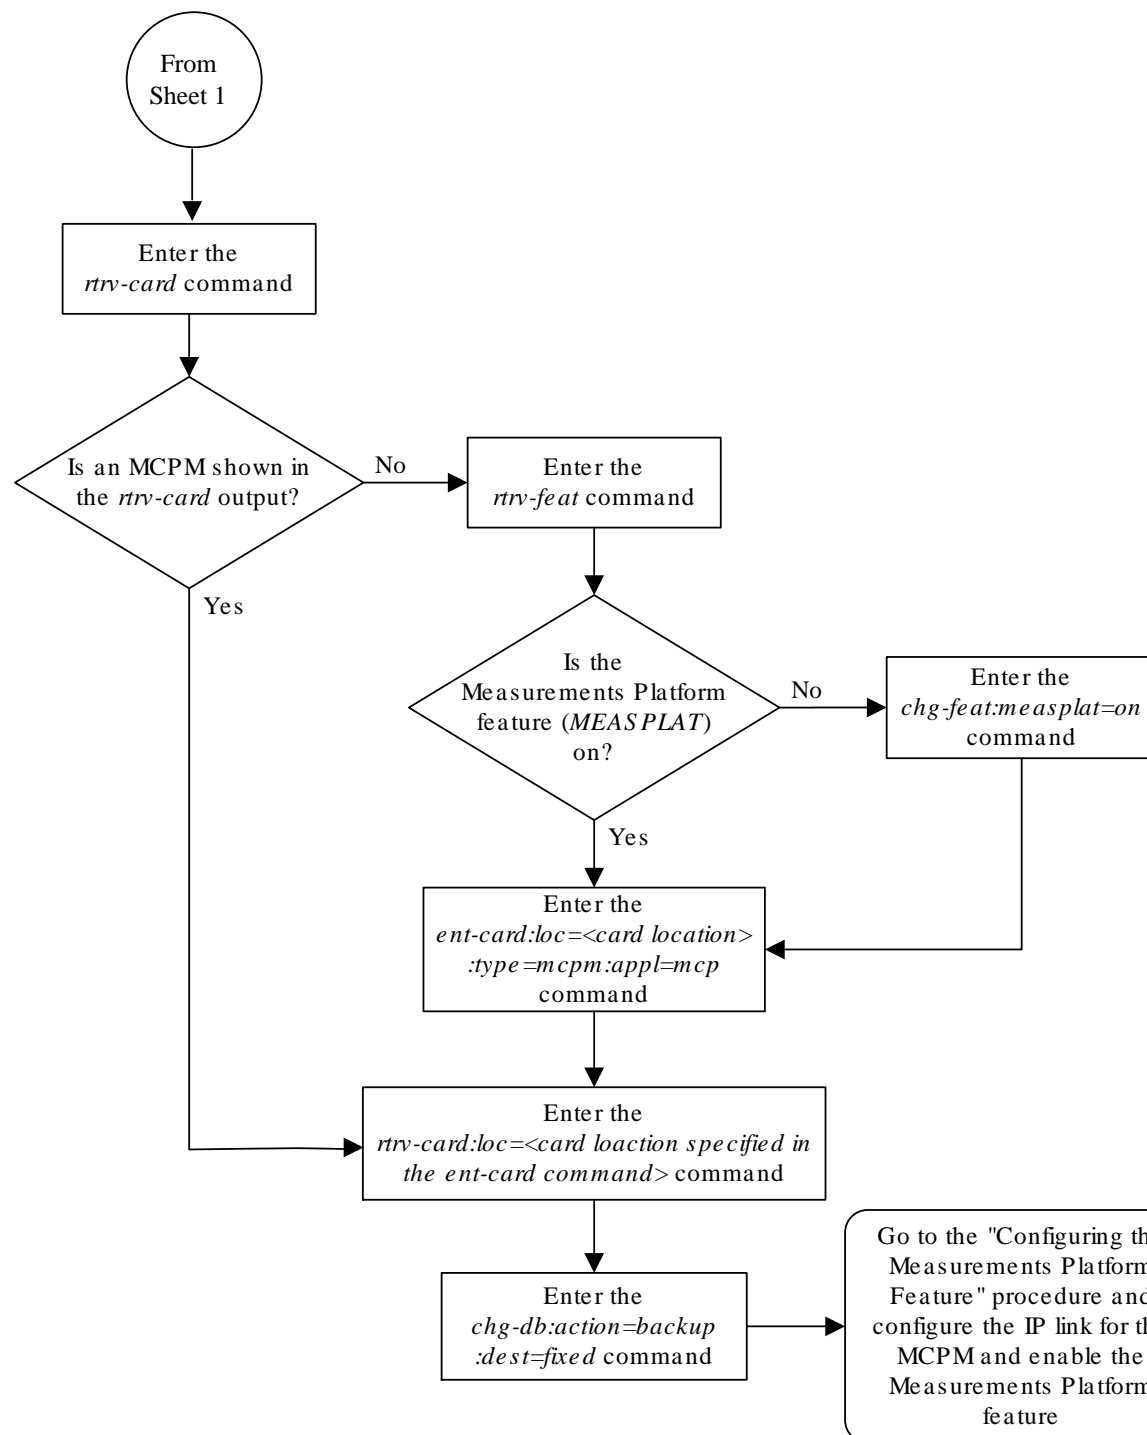 From
Sheet 1
Enter the
rtrv-card command
Is an MCPM shown in
the rtrv-card output?
No
Yes
Enter the
rtrv-feat command
Is the
Measurements Platform
feature (MEASPLAT)
on?
No
Yes
Enter the
chg-feat:measplat=on
command
Enter the
ent-card:loc=<card location>
:type=mcpm:appl=mcp
command
Enter the
rtrv-card:loc=<card loaction specified in
the ent-card command> command
Enter the
chg-db:action=backup
:dest=fixed command
Go to the "Configuring th
Measurements Platform
Feature" procedure and
configure the IP link for th
MCPM and enable the
Measurements Platform
feature